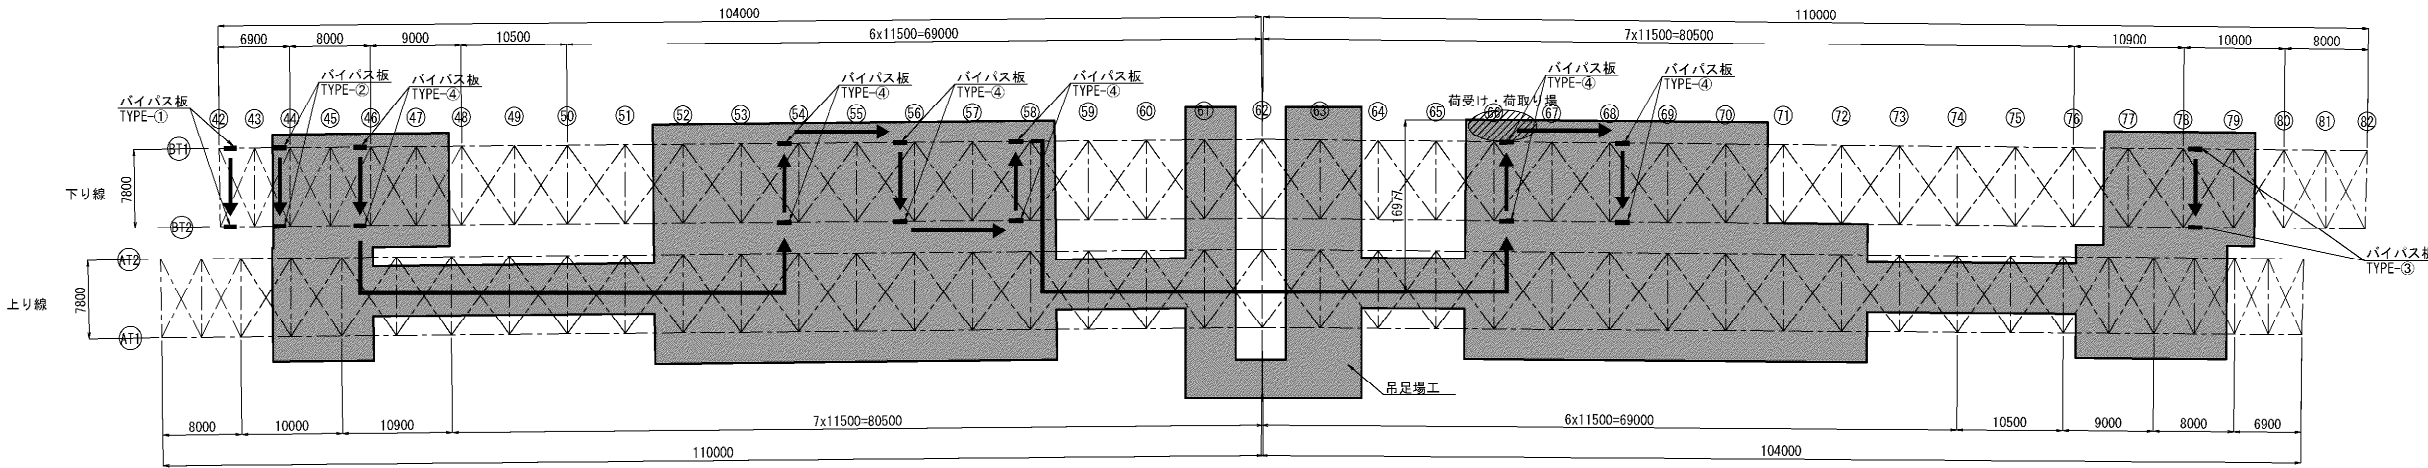 104000
110000
6900
8000
9000
10500
6x11500=69000
7x11500=80500
10900
10000
8000
バイパス板
TYPE-①
バイパス板
TYPE-②
バイパス板
TYPE-④
バイパス板
TYPE-④
バイパス板
TYPE-④
バイパス板
TYPE-④
バイパス板
TYPE-④
バイパス板
TYPE-④
荷受け・荷取り場
42
43
44
45
46
47
48
49
50
51
52
53
54
55
56
57
58
59
60
61
62
63
64
65
66
67
68
69
70
71
72
73
74
75
76
77
78
79
80
81
82
BT1
下り線
7800
BT2
16977
バイパス板
TYPE-③
AT2
上り線
7800
AT1
吊足場工
8000
10000
10900
7x11500=80500
6x11500=69000
10500
9000
8000
6900
110000
104000